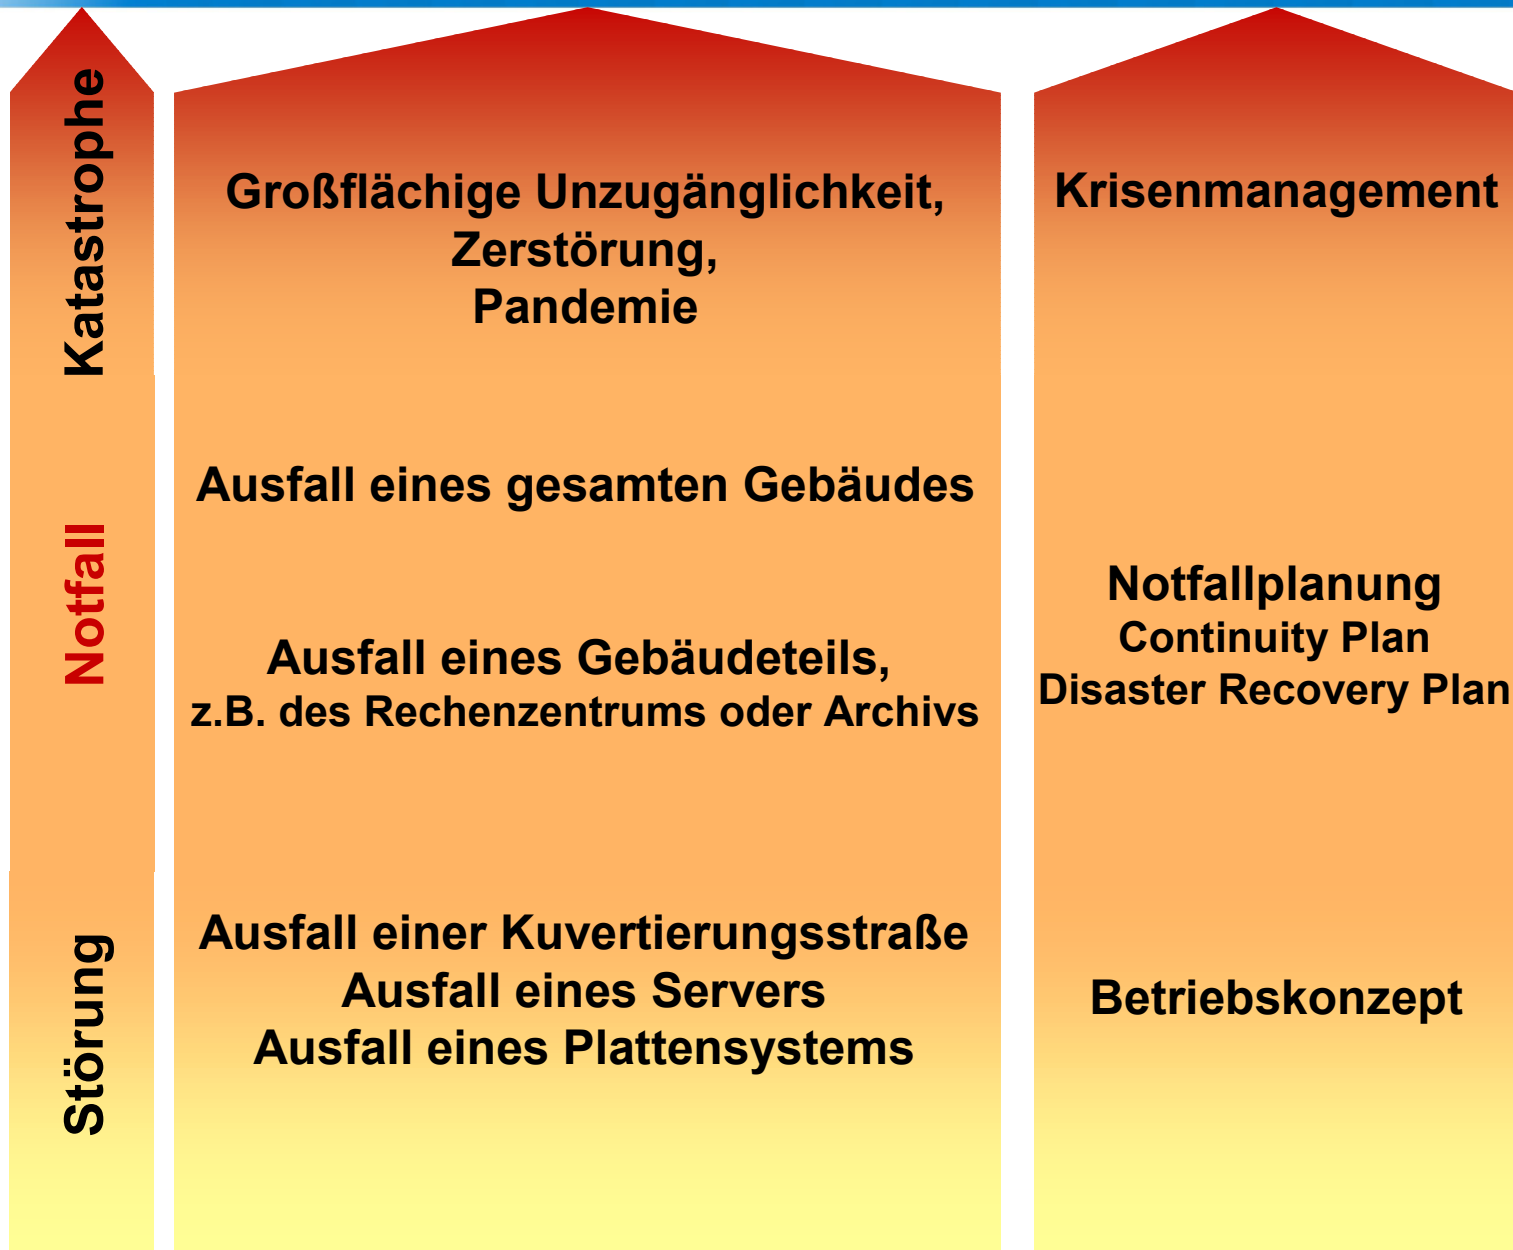 Katastrophe
Großflächige Unzugänglichkeit,
Zerstörung,
Pandemie
Krisenmanagement
Notfall
Ausfall eines gesamten Gebäudes
Ausfall eines Gebäudeteils,
z.B. des Rechenzentrums oder Archivs
Notfallplanung
Continuity Plan
Disaster Recovery Plan
Störung
Ausfall einer Kuvertierungsstraße
Ausfall eines Servers
Ausfall eines Plattensystems
Betriebskonzept